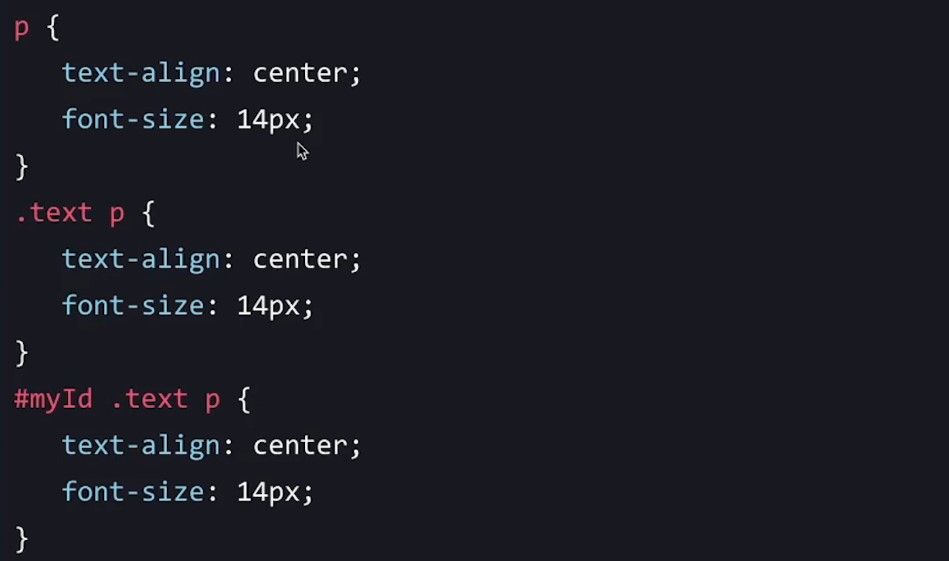 p {
text-align: center;
font-size: 14px;
}
.text p {
text-align: center;
font-size: 14px;
}
#myId .text p {
text-align: center;
font-size: 14px;
}